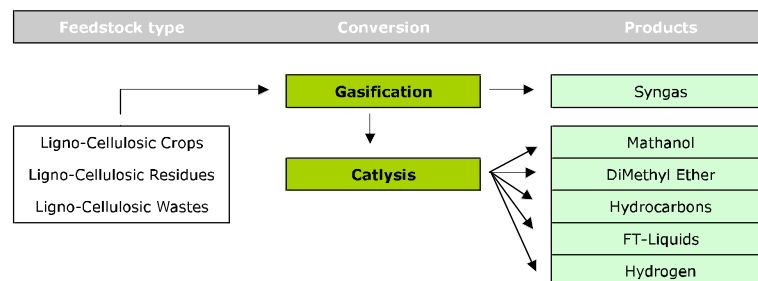 Feedstock type Conversion Products
Gasification Syngas
Ligno-Cellulosic Crops
Ligno-Cellulosic Residues
Ligno-Cellulosic Wastes
Catlysis
Mathanol
DiMethyl Ether
Hydrocarbons
FT-Liquids
Hydrogen